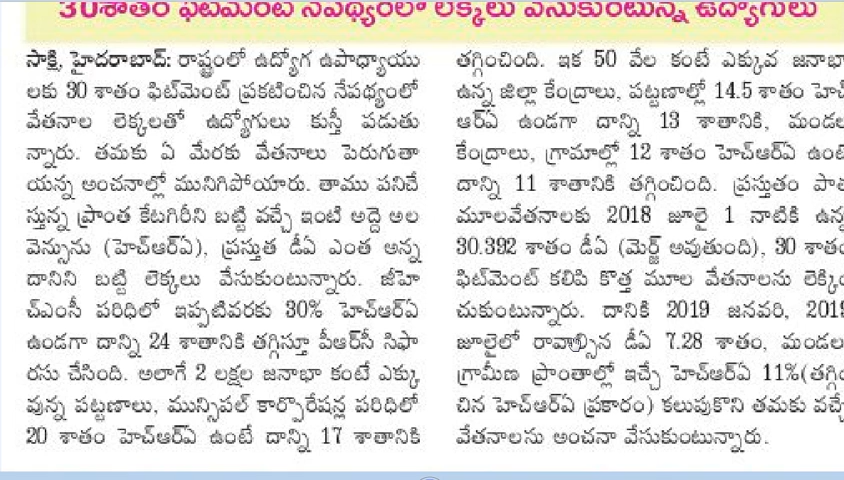 30శాతం ఫిట్‌మెంట్ నేపథ్యంలో లెక్కలు వేసుకుంటున్న ఉద్యోగులు
సాక్షి, హైదరాబాద్: రాష్ట్రంలో ఉద్యోగ ఉపాధ్యాయు
లకు 30 శాతం ఫిట్‌మెంట్ ప్రకటించిన నేపథ్యంలో
వేతనాల లెక్కలతో ఉద్యోగులు కుస్తీ పడుతు
న్నారు. తమకు ఏ మేరకు వేతనాలు పెరుగుతా
యన్న అంచనాల్లో మునిగిపోయారు. తాము పనిచే
స్తున్న ప్రాంత కేటగిరీని బట్టి వచ్చే ఇంటి అద్దె అల
వెన్సును (హెచ్ఆర్ఏ), ప్రస్తుత డీఏ ఎంత అన్న
దానిని బట్టి లెక్కలు వేసుకుంటున్నారు. జీహె
చ్ఎంసీ పరిధిలో ఇప్పటివరకు 30% హెచ్ఆర్ఏ
ఉండగా దాన్ని 24 శాతానికి తగ్గిస్తూ పీఆర్‌సీ సిఫా
రసు చేసింది. అలాగే 2 లక్షల జనాభా కంటే ఎక్కు
వున్న పట్టణాలు, మున్సిపల్ కార్పొరేషన్ల పరిధిలో
20 శాతం హెచ్ఆర్ఏ ఉంటే దాన్ని 17 శాతానికి
తగ్గించింది. ఇక 50 వేల కంటే ఎక్కువ జనాభా
ఉన్న జిల్లా కేంద్రాలు, పట్టణాల్లో 14.5 శాతం హెచ్
ఆర్ఏ ఉండగా దాన్ని 13 శాతానికి, మండల
కేంద్రాలు, గ్రామాల్లో 12 శాతం హెచ్ఆర్ఏ ఉంటే
దాన్ని 11 శాతానికి తగ్గించింది. ప్రస్తుతం పాత
మూలవేతనాలకు 2018 జూలై 1 నాటికి ఉన్న
30.392 శాతం డీఏ (మెర్జ్ అవుతుంది), 30 శాతం
ఫిట్‌మెంట్ కలిపి కొత్త మూల వేతనాలను లెక్కిం
చుకుంటున్నారు. దానికి 2019 జనవరి, 2019
జూలైలో రావాల్సిన డీఏ 7.28 శాతం, మండల
గ్రామీణ ప్రాంతాల్లో ఇచ్చే హెచ్ఆర్ఏ 11%(తగ్గిం
చిన హెచ్ఆర్ఏ ప్రకారం) కలుపుకొని తమకు వచ్చే
వేతనాలను అంచనా వేసుకుంటున్నారు.